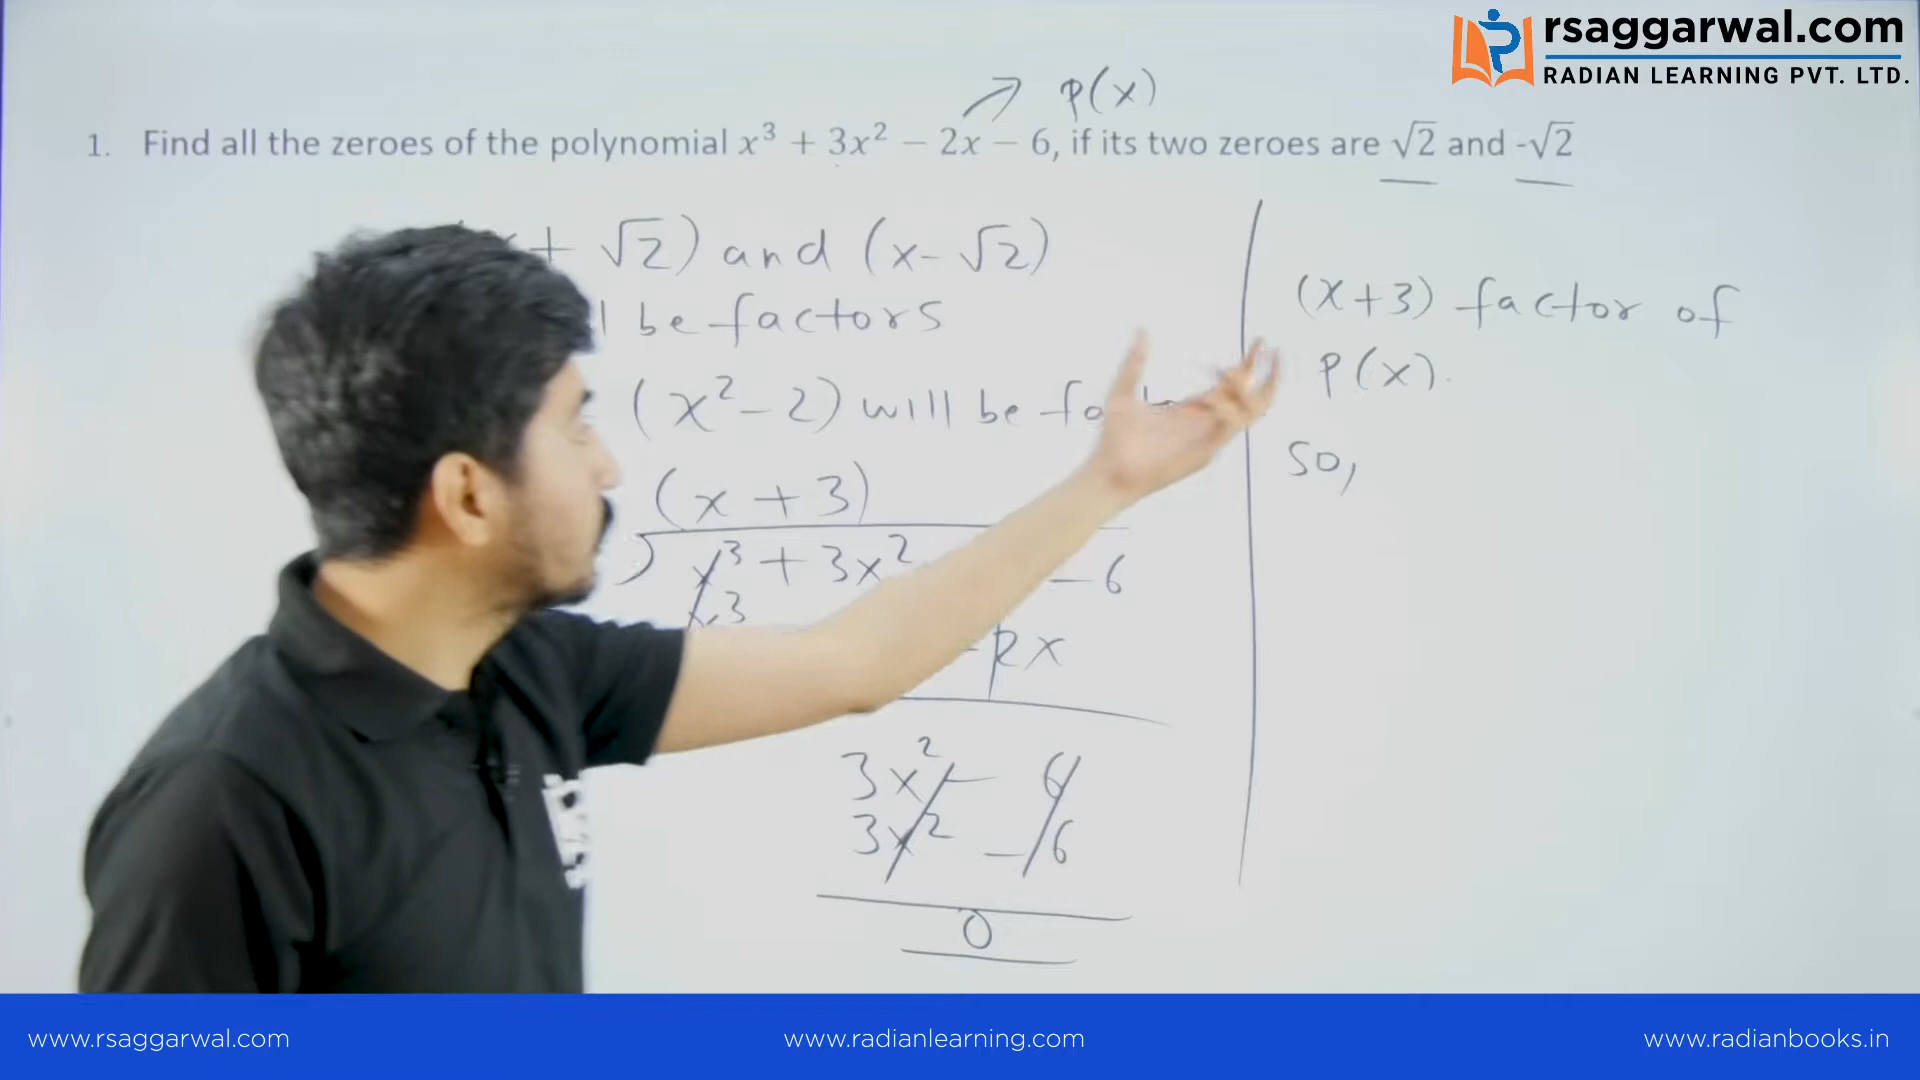 rsaggarwal.com
RADIAN LEARNING PVT. LTD.
p(x)
1. Find all the zeroes of the polynomial x³ + 3x² − 2x − 6, if its two zeroes are √2 and -√2
+ √2) and (x-√2)
be factors
(x²-2) will be
(x+3)
x³+3x² -6
x³ -2x
3x² - 6
3x² - 6
0
(x+3) factor of
P(x).
so,
www.rsaggarwal.com
www.radianlearning.com
www.radianbooks.in